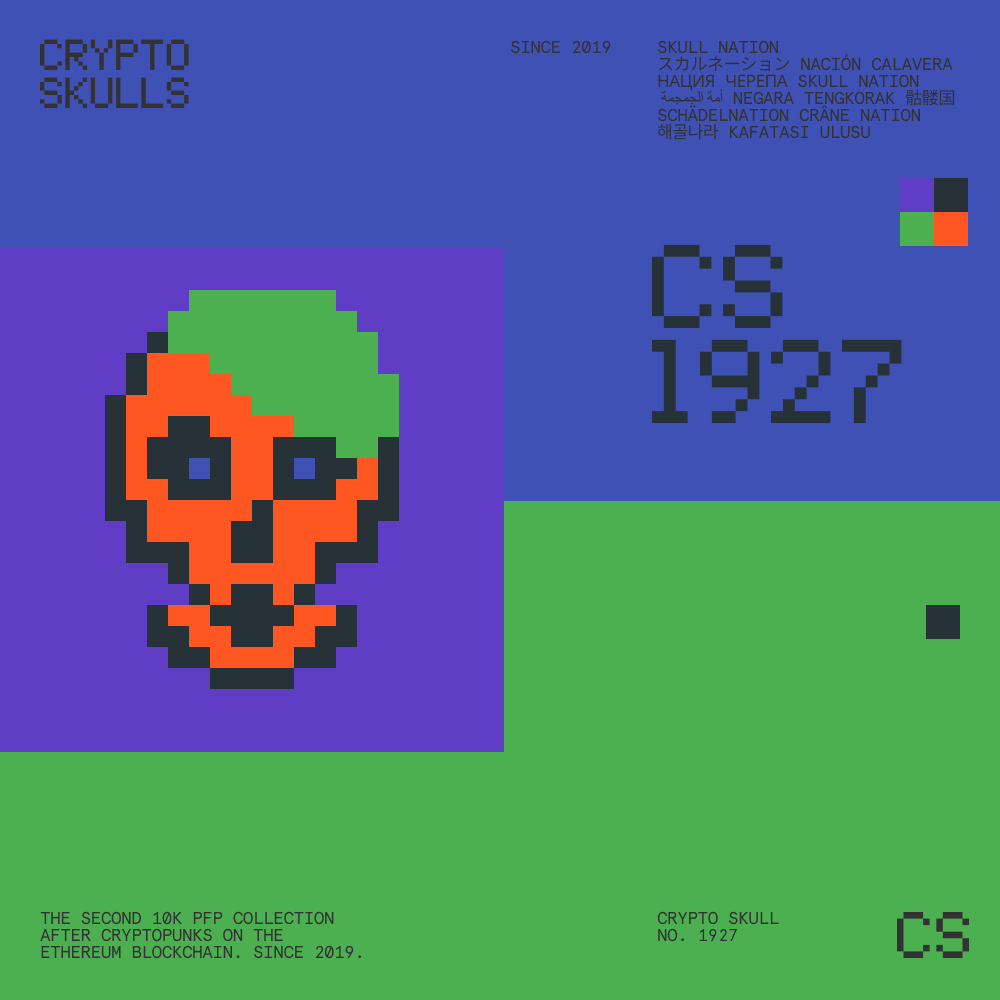 CRYPTO
SKULLS
SINCE 2019
SKULL NATION
スカルネーション NACIÓN CALAVERA
НАЦИЯ ЧЕРЕПА SKULL NATION
أمة الجمجمة NEGARA TENGKORAK 骷髅国
SCHÄDELNATION CRÂNE NATION
해골나라 KAFATASI ULUSU
CS
1927
THE SECOND 10K PFP COLLECTION
AFTER CRYPTOPUNKS ON THE
ETHEREUM BLOCKCHAIN. SINCE 2019.
CRYPTO SKULL
NO. 1927
CS